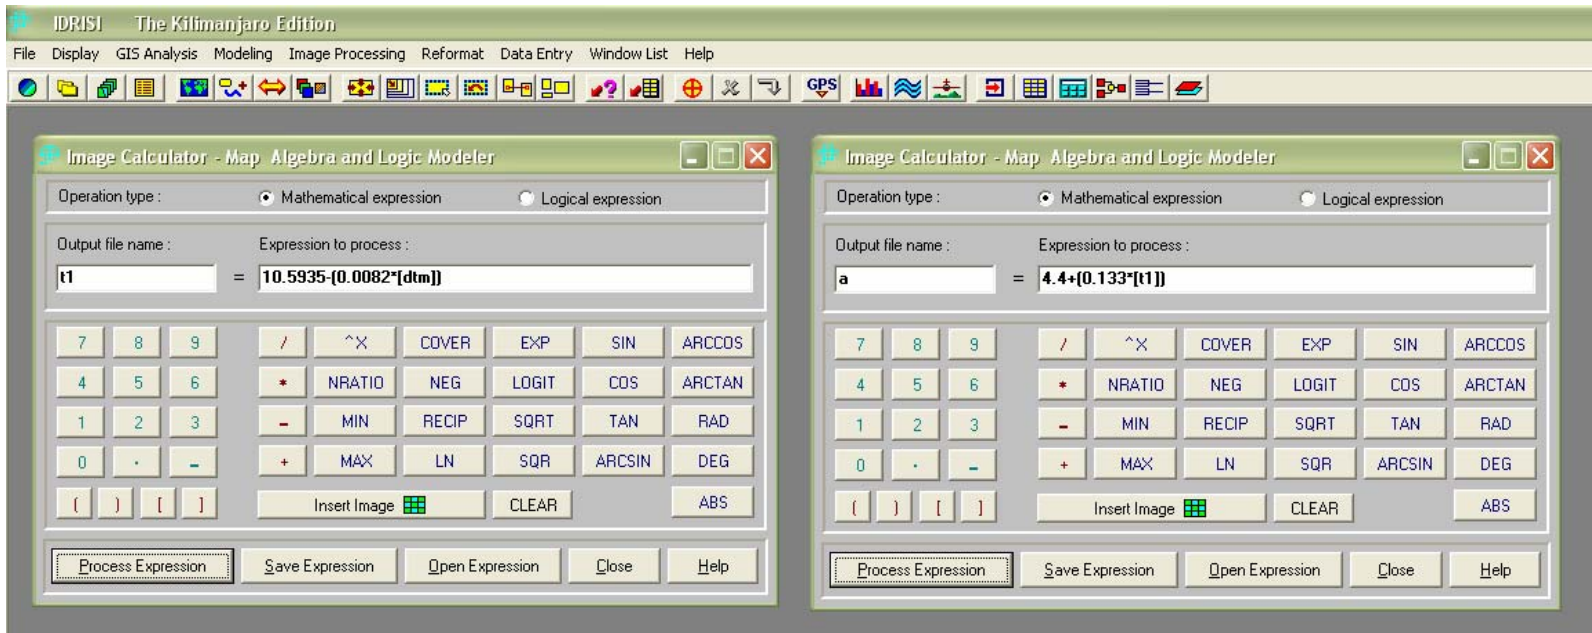 IDRISI The Kilimanjaro Edition
File Display GIS Analysis Modeling Image Processing Reformat Data Entry Window List Help
GPS
Image Calculator - Map Algebra and Logic Modeler
Operation type : Mathematical expression Logical expression
Output file name : Expression to process :
t1 = 10.5935-(0.0082*[dtm])
7 8 9 / ^X COVER EXP SIN ARCCOS
4 5 6 * NRATIO NEG LOGIT COS ARCTAN
1 2 3 - MIN RECIP SQRT TAN RAD
0 . - + MAX LN SQR ARCSIN DEG
( ) [ ] Insert Image CLEAR ABS
Process Expression Save Expression Open Expression Close Help
Image Calculator - Map Algebra and Logic Modeler
Operation type : Mathematical expression Logical expression
Output file name : Expression to process :
a = 4.4+(0.133*[t1])
7 8 9 / ^X COVER EXP SIN ARCCOS
4 5 6 * NRATIO NEG LOGIT COS ARCTAN
1 2 3 - MIN RECIP SQRT TAN RAD
0 . - + MAX LN SQR ARCSIN DEG
( ) [ ] Insert Image CLEAR ABS
Process Expression Save Expression Open Expression Close Help